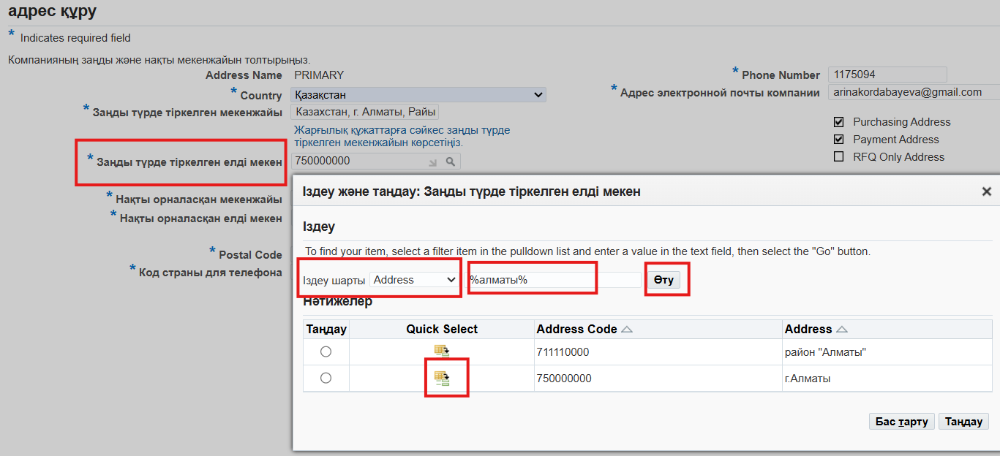 адрес құру
* Indicates required field
Компанияның заңды және нақты мекенжайын толтырыңыз.
Address Name PRIMARY
* Country Қазақстан
* Заңды түрде тіркелген мекенжайы Казахстан, г. Алматы, Райы
Жарғылық құжаттарға сәйкес заңды түрде
тіркелген мекенжайын көрсетіңіз.
* Заңды түрде тіркелген елді мекен 750000000
* Нақты орналасқан мекенжайы
* Нақты орналасқан елді мекен
* Postal Code
* Код страны для телефона
* Phone Number 1175094
* Адрес электронной почты компании arinakordabayeva@gmail.com
Purchasing Address
Payment Address
RFQ Only Address
Іздеу және таңдау: Заңды түрде тіркелген елді мекен
Іздеу
To find your item, select a filter item in the pulldown list and enter a value in the text field, then select the "Go" button.
Іздеу шарты Address %алматы% Өту
Нәтижелер
Таңдау Quick Select Address Code Address
711110000 район "Алматы"
750000000 г.Алматы
Бас тарту Таңдау